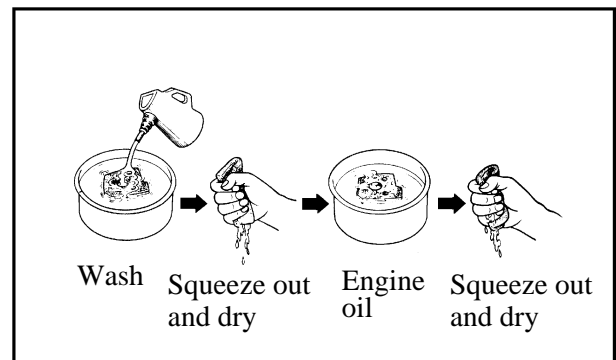 Wash
Squeeze out
and dry
Engine
oil
Squeeze out
and dry